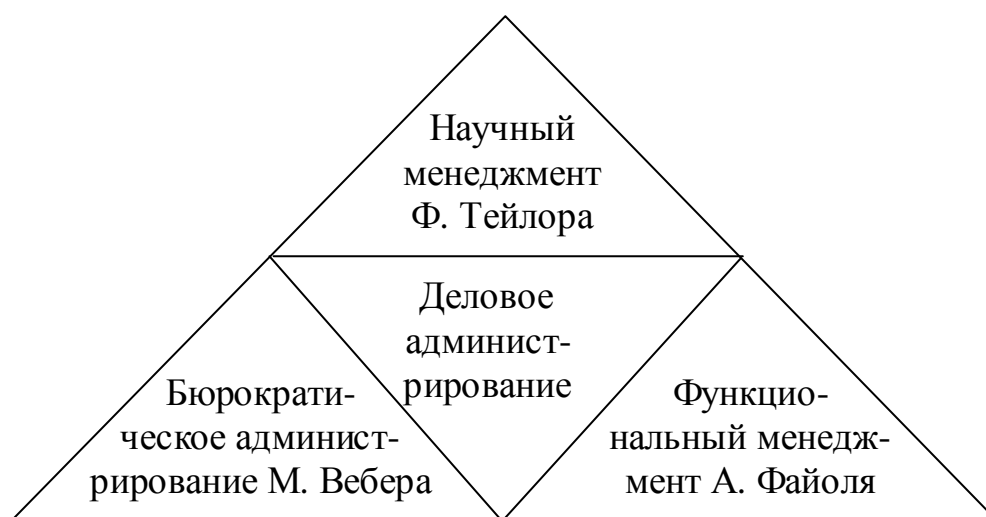 Научный
менеджмент
Ф. Тейлора
Деловое
админист-
рирование
Бюрократи-
ческое админист-
рирование М. Вебера
Функцио-
нальный менедж-
мент А. Файоля